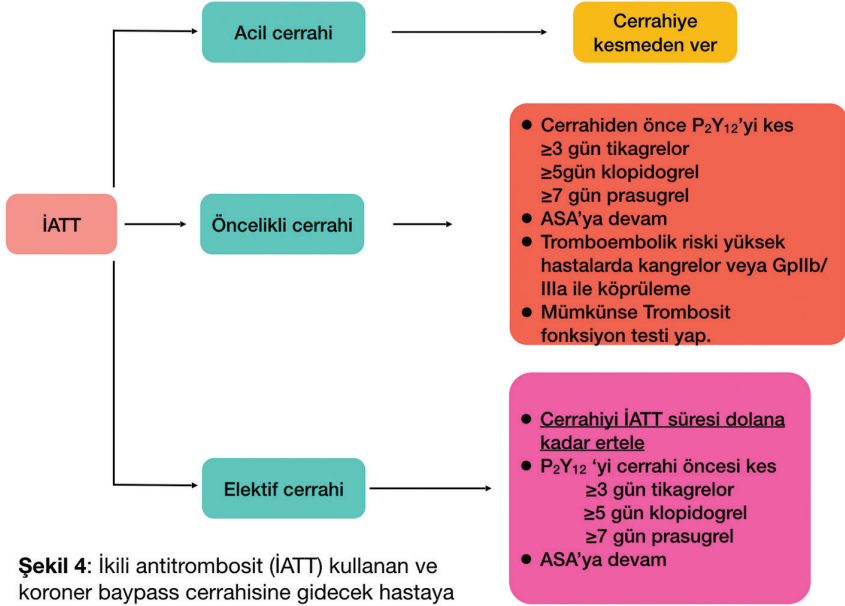 Acil cerrahi
Cerrahiye
kesmeden ver
İATT
Öncelikli cerrahi
● Cerrahiden önce P₂Y₁₂’yi kes
≥3 gün tikagrelor
≥5gün klopidogrel
≥7 gün prasugrel
● ASA’ya devam
● Tromboembolik riski yüksek
hastalarda kangrelor veya GpIIb/
IIIa ile köprüleme
● Mümkünse Trombosit
fonksiyon testi yap.
Elektif cerrahi
● Cerrahiyi İATT süresi dolana
kadar ertele
● P₂Y₁₂ ‘yi cerrahi öncesi kes
≥3 gün tikagrelor
≥5 gün klopidogrel
≥7 gün prasugrel
● ASA’ya devam
Şekil 4: İkili antitrombosit (İATT) kullanan ve
koroner baypass cerrahisine gidecek hastaya